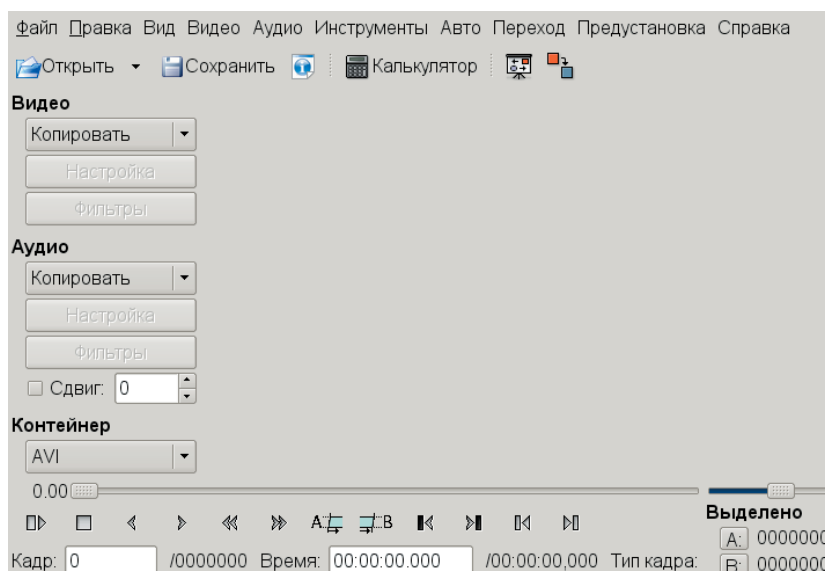 Файл Правка Вид Видео Аудио Инструменты Авто Переход Предустановка Справка
Открыть Сохранить Калькулятор
Видео
Копировать
Настройка
Фильтры
Аудио
Копировать
Настройка
Фильтры
Сдвиг: 0
Контейнер
AVI
0.00
A: B
Выделено
A: 0000000
Кадр: 0 /0000000 Время: 00:00:00.000 /00:00:00,000 Тип кадра:
B: 0000000